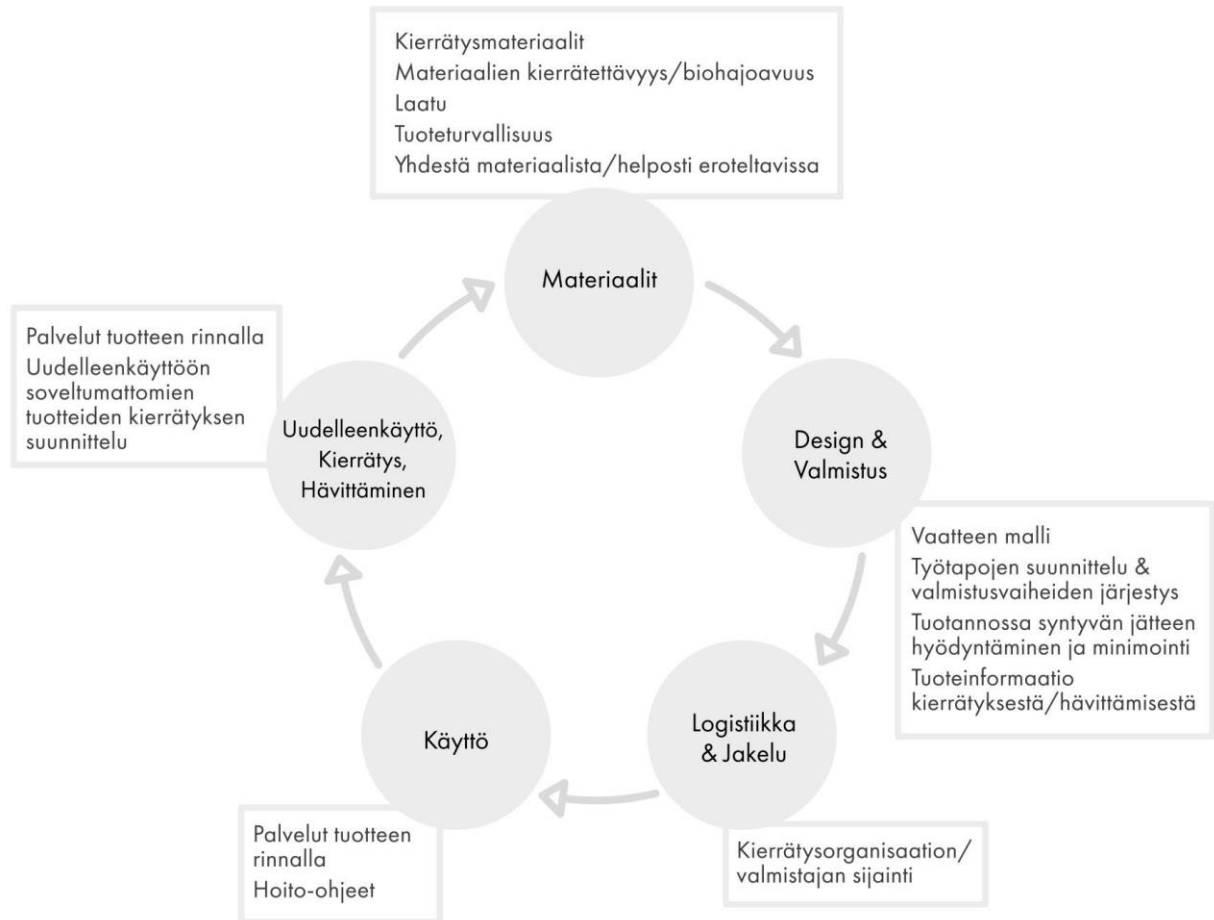 Kierrätysmateriaalit
Materiaalien kierrätettävyys/biohajoavuus
Laatu
Tuoteturvallisuus
Yhdestä materiaalista/helposti eroteltavissa
Materiaalit
Palvelut tuotteen rinnalla
Uudelleenkäyttöön
soveltumattomien
tuotteiden kierrätyksen
suunnittelu
Uudelleenkäyttö,
Kierrätys,
Hävittäminen
Design &
Valmistus
Vaatteen malli
Työtapojen suunnittelu &
valmistusvaiheiden järjestys
Tuotannossa syntyvän jätteen
hyödyntäminen ja minimointi
Tuoteinformaatio
kierrätyksestä/hävittämisestä
Käyttö
Logistiikka
& Jakelu
Palvelut tuotteen
rinnalla
Hoito-ohjeet
Kierrätysorganisaation/
valmistajan sijainti